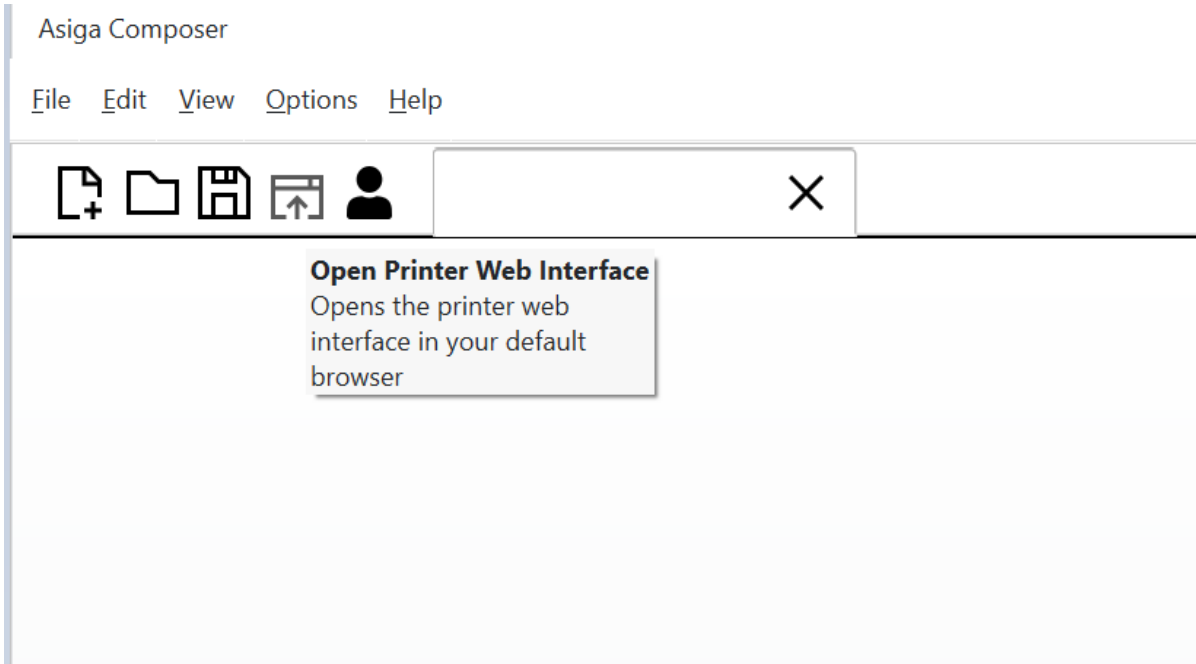 Asiga Composer
File Edit View Options Help
Open Printer Web Interface
Opens the printer web
interface in your default
browser